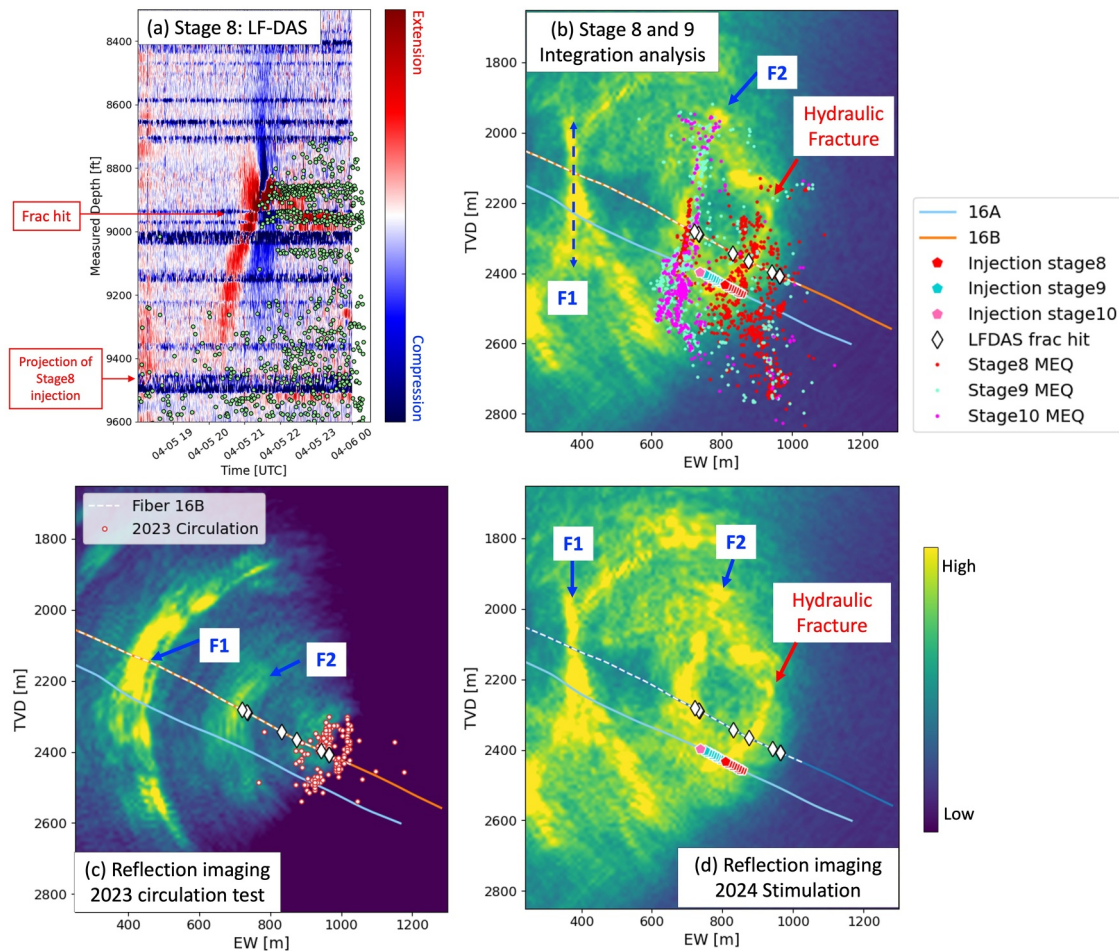 (a) Stage 8: LF-DAS
8400
8600
8800
9000
9200
9400
9600
Measured Depth [ft]
Frac hit
Projection of
Stage8
injection
04-05 19
04-05 20
04-05 21
04-05 22
04-05 23
04-06 00
Time [UTC]
Extension
Compression
(b) Stage 8 and 9
Integration analysis
F2
Hydraulic
Fracture
F1
1800
2000
2200
2400
2600
2800
TVD [m]
400
600
800
1000
1200
EW [m]
16A
16B
Injection stage8
Injection stage9
Injection stage10
LFDAS frac hit
Stage8 MEQ
Stage9 MEQ
Stage10 MEQ
Fiber 16B
2023 Circulation
F1
F2
1800
2000
2200
2400
2600
2800
TVD [m]
(c) Reflection imaging
2023 circulation test
400
600
800
1000
1200
EW [m]
F1
F2
Hydraulic
Fracture
1800
2000
2200
2400
2600
2800
TVD [m]
(d) Reflection imaging
2024 Stimulation
400
600
800
1000
1200
EW [m]
High
Low